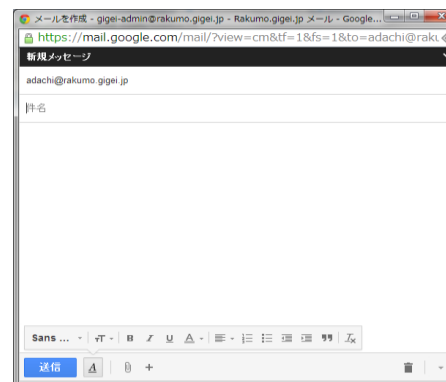 メールを作成 - gigei-admin@rakumo.gigei.jp - Rakumo.gigei.jp メール - Google...
https://mail.google.com/mail/?view=cm&tf=1&fs=1&to=adachi@raku
新規メッセージ
adachi@rakumo.gigei.jp
件名
Sans ... T B I U A Tx
送信 A